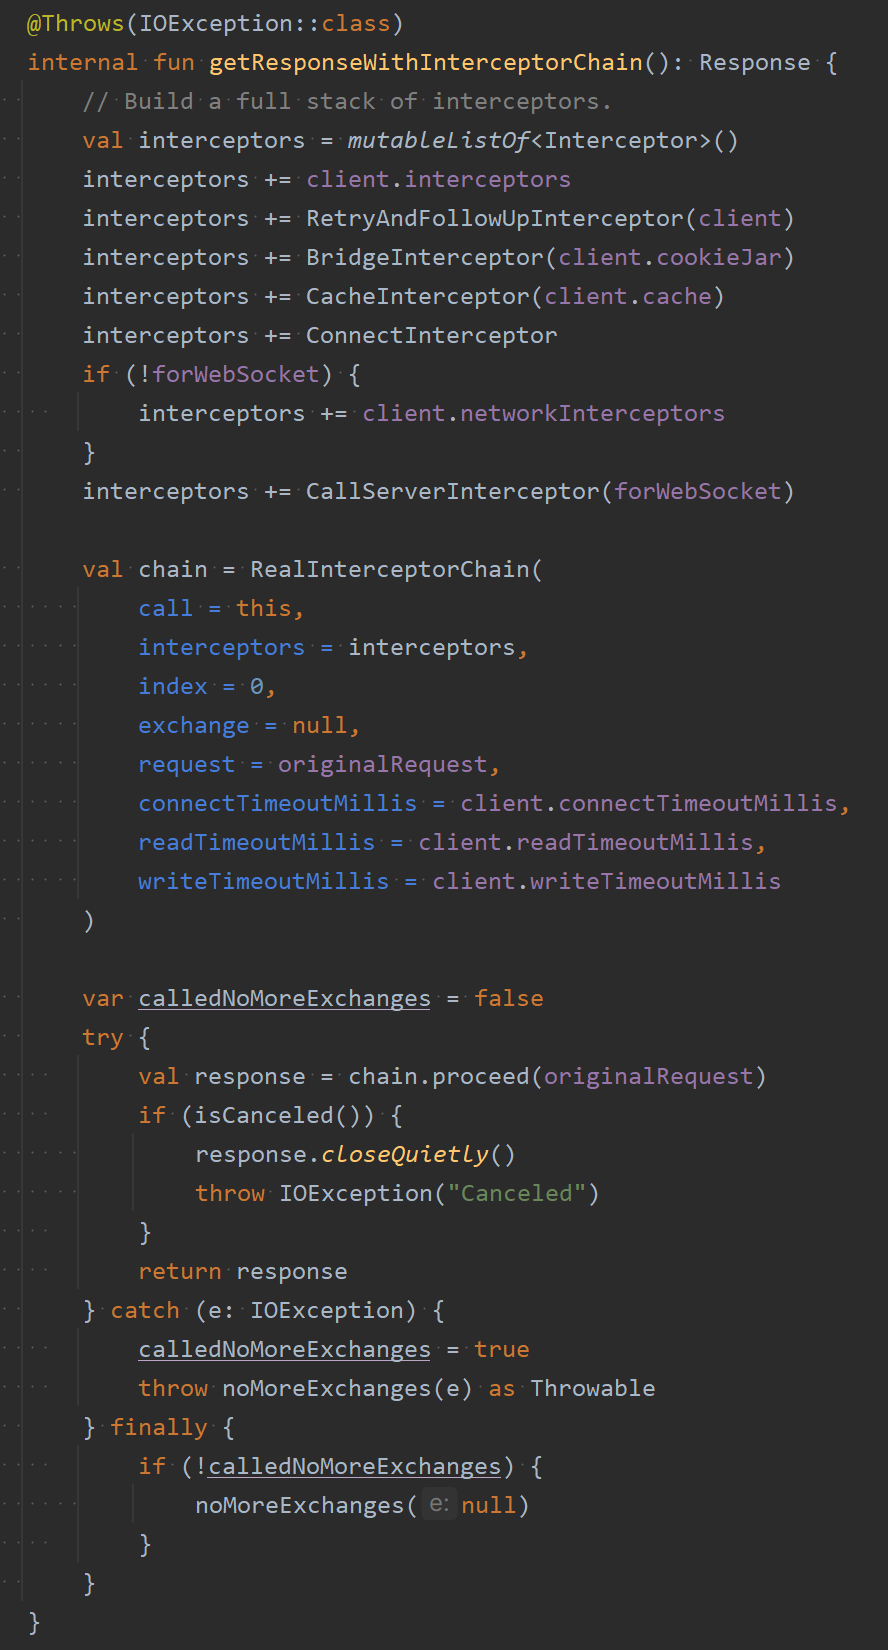 @Throws(IOException::class)
internal fun getResponseWithInterceptorChain(): Response {
    // Build a full stack of interceptors.
    val interceptors = mutableListOf<Interceptor>()
    interceptors += client.interceptors
    interceptors += RetryAndFollowUpInterceptor(client)
    interceptors += BridgeInterceptor(client.cookieJar)
    interceptors += CacheInterceptor(client.cache)
    interceptors += ConnectInterceptor
    if (!forWebSocket) {
        interceptors += client.networkInterceptors
    }
    interceptors += CallServerInterceptor(forWebSocket)

    val chain = RealInterceptorChain(
        call = this,
        interceptors = interceptors,
        index = 0,
        exchange = null,
        request = originalRequest,
        connectTimeoutMillis = client.connectTimeoutMillis,
        readTimeoutMillis = client.readTimeoutMillis,
        writeTimeoutMillis = client.writeTimeoutMillis
    )

    var calledNoMoreExchanges = false
    try {
        val response = chain.proceed(originalRequest)
        if (isCanceled()) {
            response.closeQuietly()
            throw IOException("Canceled")
        }
        return response
    } catch (e: IOException) {
        calledNoMoreExchanges = true
        throw noMoreExchanges(e) as Throwable
    } finally {
        if (!calledNoMoreExchanges) {
            noMoreExchanges( e: null)
        }
    }
}